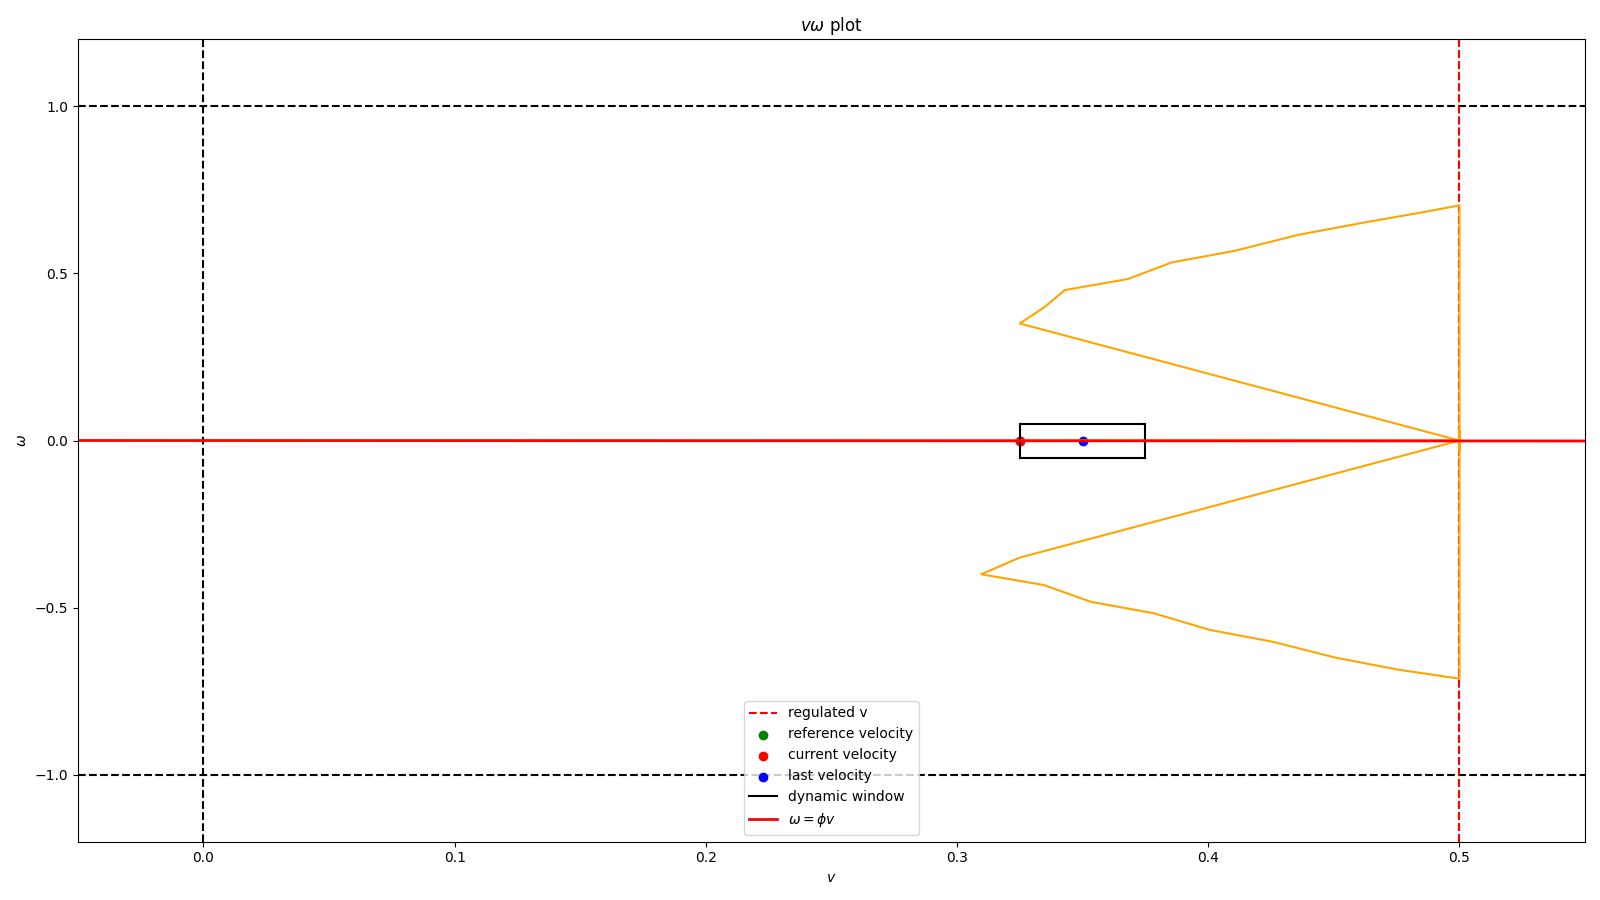 vω plot
1.0
0.5
0.0
−0.5
−1.0
ω
0.0
0.1
0.2
0.3
0.4
0.5
v
regulated v
reference velocity
current velocity
last velocity
dynamic window
ω = ϕv